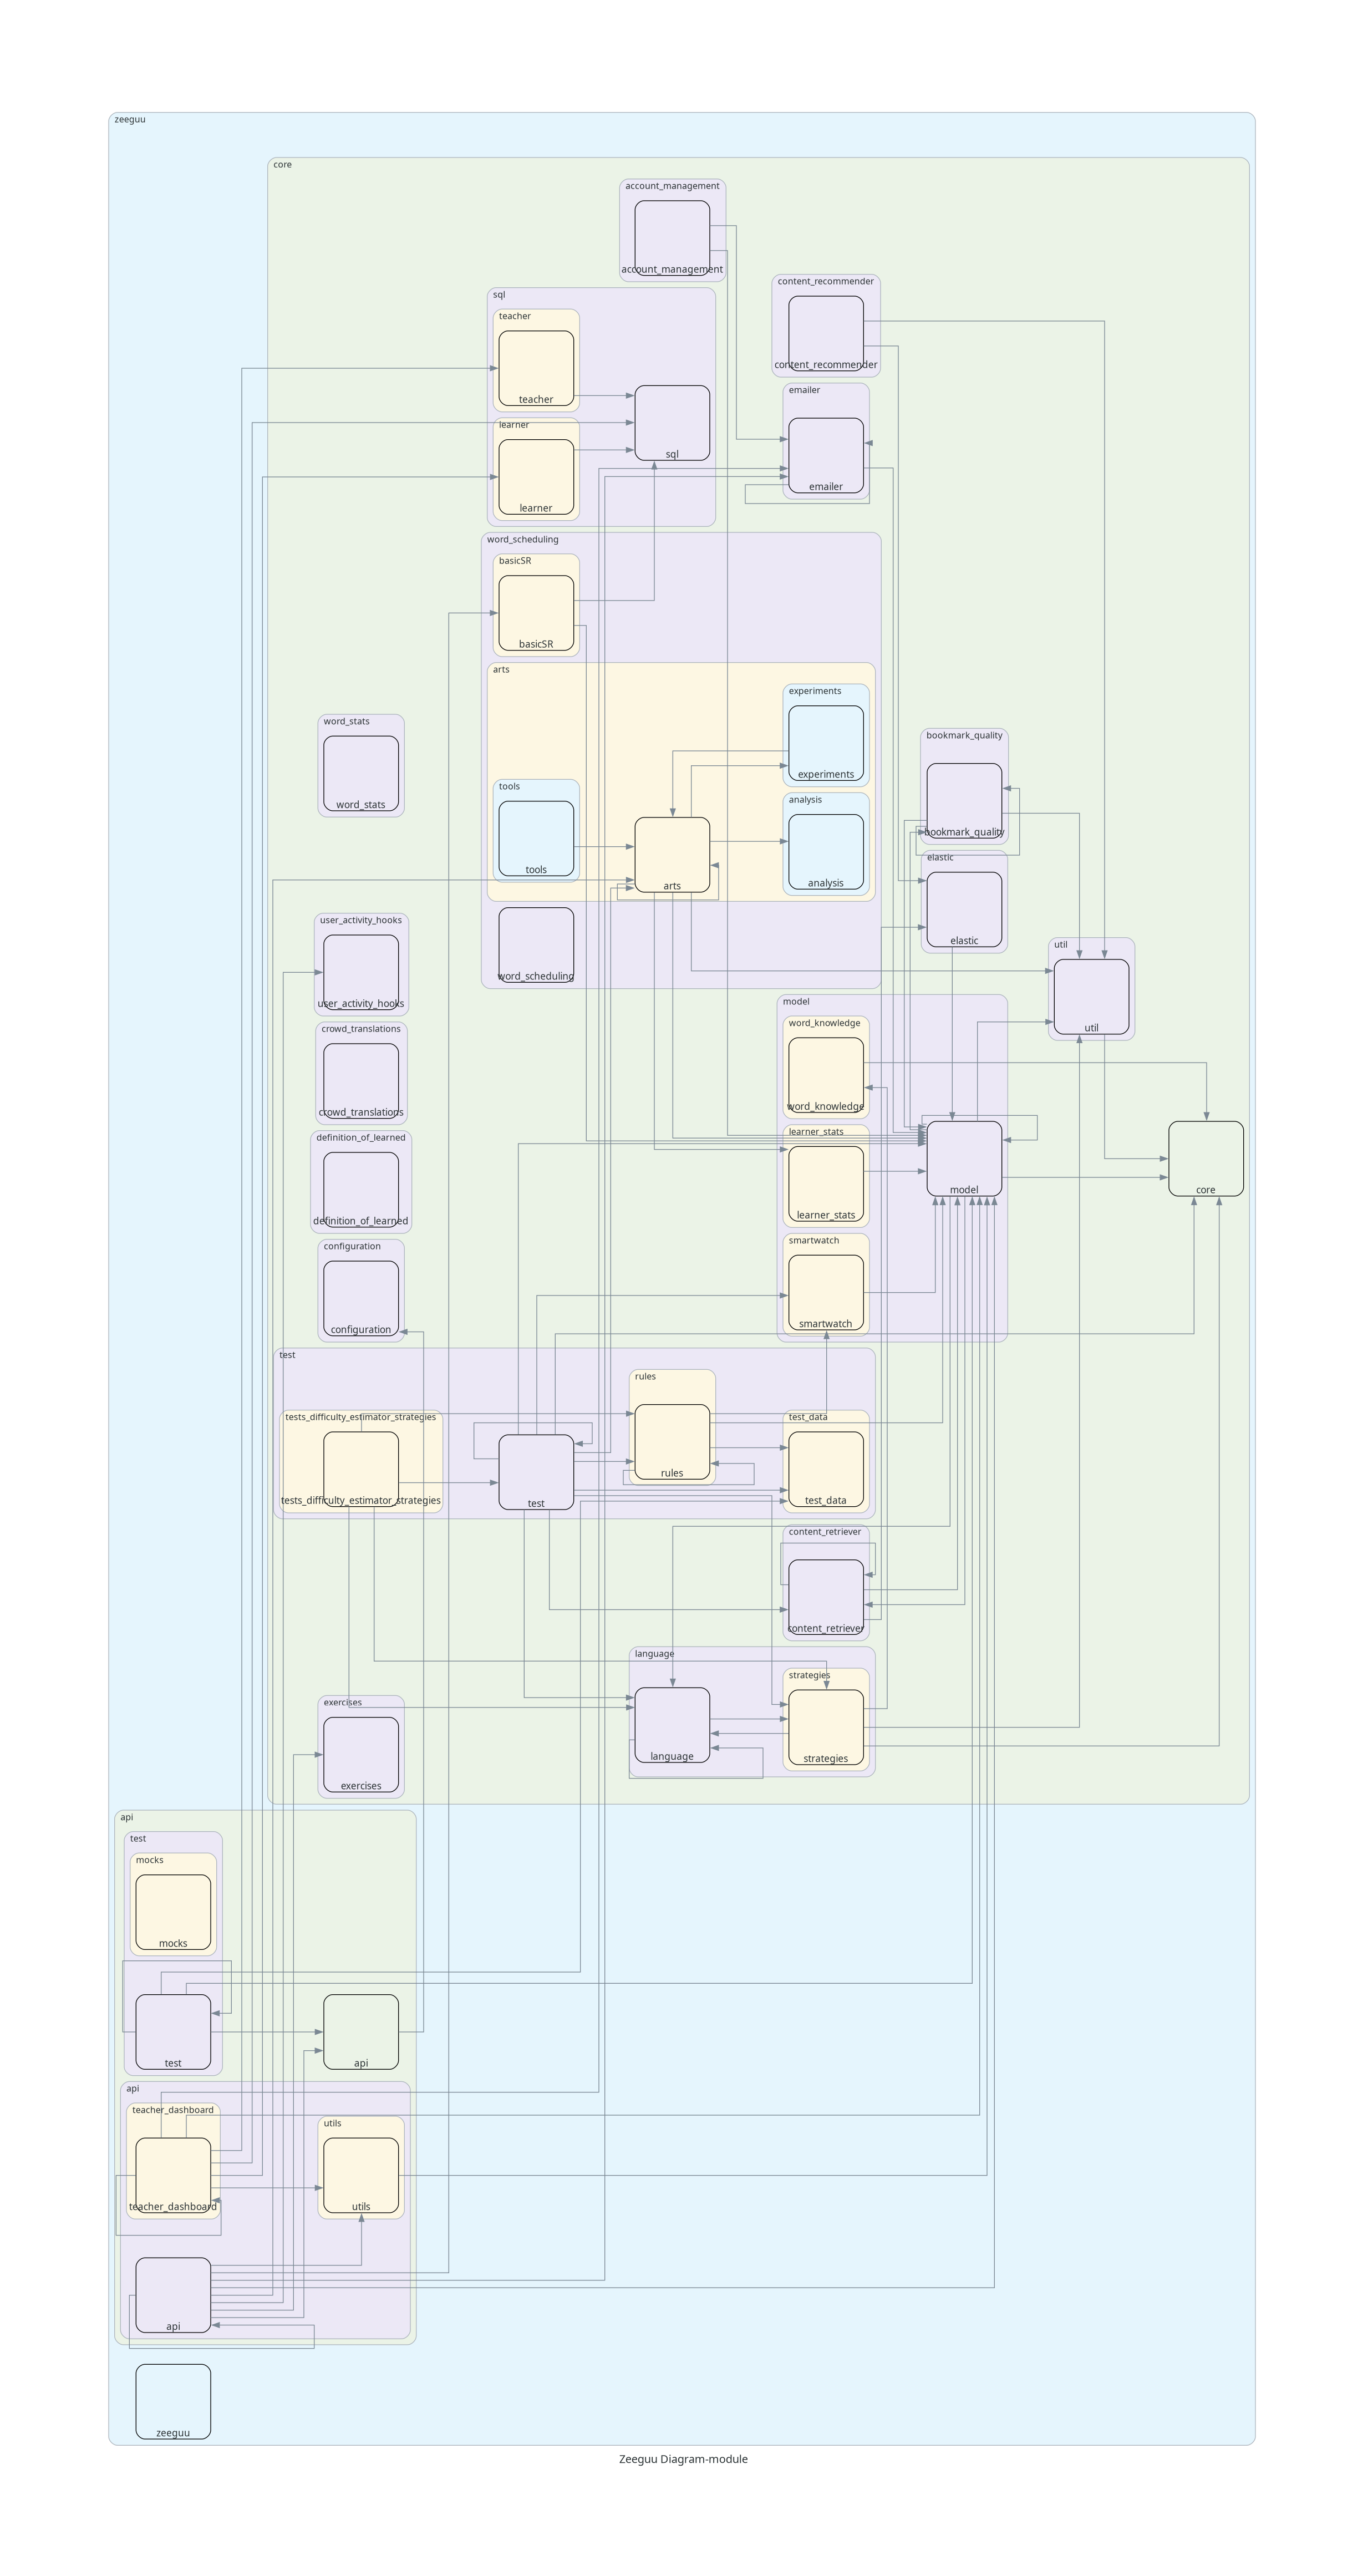 zeeguu
core
account_management
account_management
content_recommender
content_recommender
sql
teacher
teacher
sql
learner
learner
emailer
emailer
word_scheduling
basicSR
basicSR
arts
experiments
experiments
tools
tools
arts
analysis
analysis
word_scheduling
word_stats
word_stats
bookmark_quality
bookmark_quality
elastic
elastic
user_activity_hooks
user_activity_hooks
util
util
crowd_translations
crowd_translations
model
word_knowledge
word_knowledge
learner_stats
learner_stats
model
core
smartwatch
smartwatch
definition_of_learned
definition_of_learned
configuration
configuration
test
tests_difficulty_estimator_strategies
tests_difficulty_estimator_strategies
test
rules
rules
test_data
test_data
content_retriever
content_retriever
language
language
strategies
strategies
exercises
exercises
api
test
mocks
mocks
test
api
api
teacher_dashboard
teacher_dashboard
utils
utils
api
zeeguu
Zeeguu Diagram-module